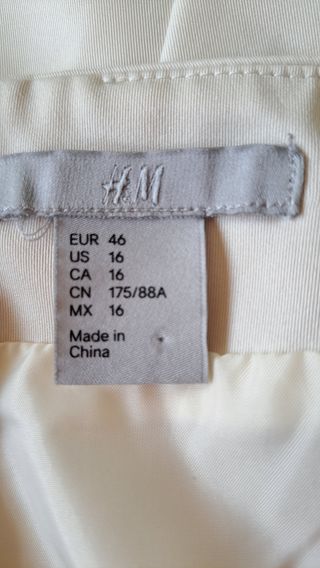 H&M
EUR 46
US 16
CA 16
CN 175/88A
MX 16
Made in
China